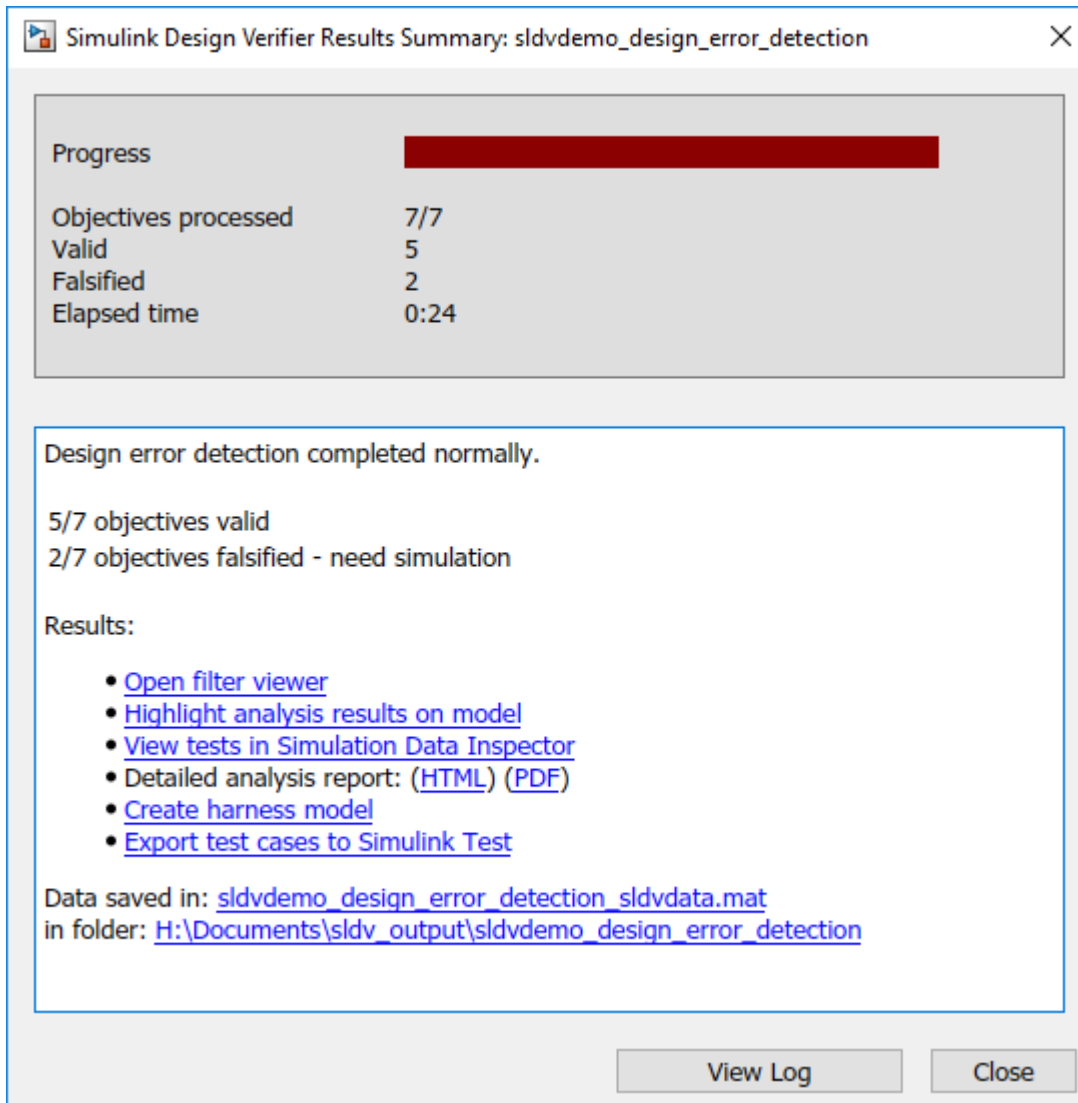 Simulink Design Verifier Results Summary: sldvdemo_design_error_detection
Progress
Objectives processed 7/7
Valid 5
Falsified 2
Elapsed time 0:24
Design error detection completed normally.
5/7 objectives valid
2/7 objectives falsified - need simulation
Results:
• Open filter viewer
• Highlight analysis results on model
• View tests in Simulation Data Inspector
• Detailed analysis report: (HTML) (PDF)
• Create harness model
• Export test cases to Simulink Test
Data saved in: sldvdemo_design_error_detection_sldvdata.mat
in folder: H:\Documents\sldv_output\sldvdemo_design_error_detection
View Log Close